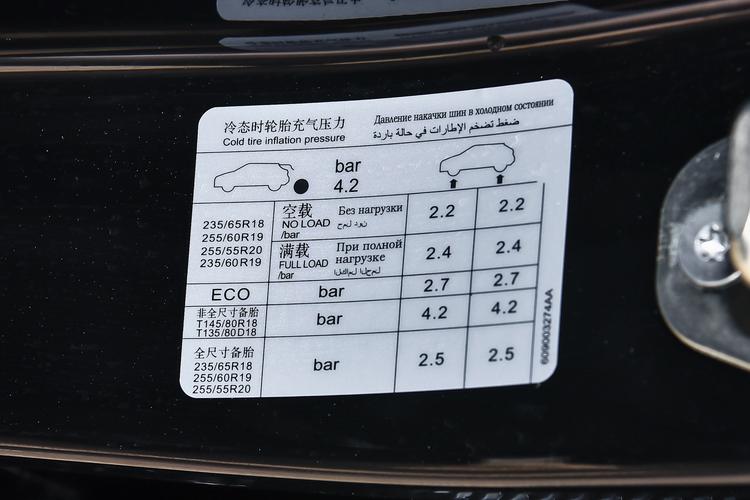 冷态时轮胎充气压力
Давление накачки шин в холодном состоянии
Cold tire inflation pressure
ضغط تضخم الإطارات في حالة باردة
bar
4.2
235/65R18
255/60R19
255/55R20
235/60R19
空载 Без нагрузки
NO LOAD
/bar
2.2 2.2
满载 При полной нагрузке
FULL LOAD
/bar
2.4 2.4
ECO bar 2.7 2.7
非全尺寸备胎
T145/80R18
T135/80D18
bar 4.2 4.2
全尺寸备胎
235/65R18
255/60R19
255/55R20
bar 2.5 2.5
609003274AA